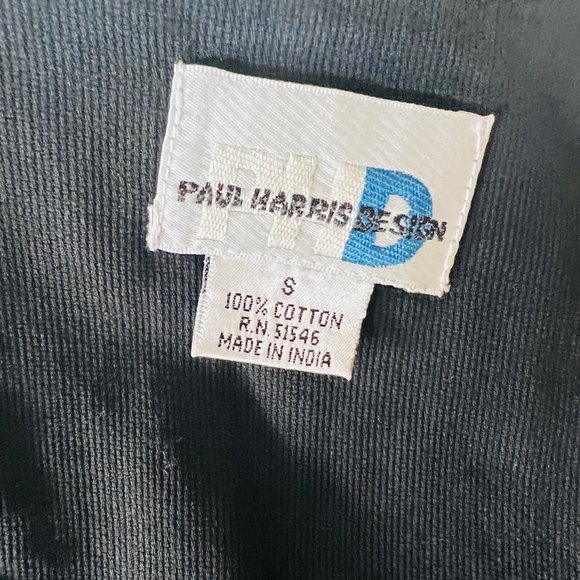 PHD
PAUL HARRIS DESIGN
S
100% COTTON
R.N. 51546
MADE IN INDIA